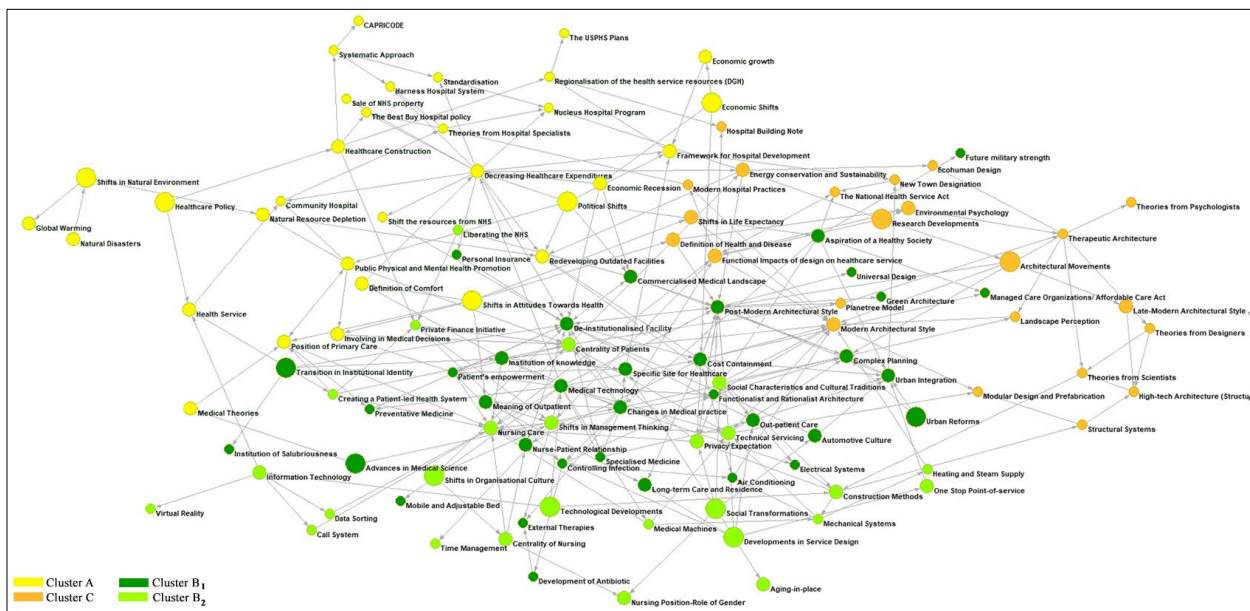 CAPRICODE
The USPHS Plans
Systematic Approach
Economic growth
Standardisation
Regionalisation of the health service resources (DGH)
Harness Hospital System
Sale of NHS property
Economic Shifts
Nucleus Hospital Program
The Best Buy Hospital policy
Theories from Hospital Specialists
Hospital Building Note
Healthcare Construction
Framework for Hospital Development
Future military strength
Ecohuman Design
Shifts in Natural Environment
Decreasing Healthcare Expenditures
Energy conservation and Sustainability
New Town Designation
Economic Recession
Modern Hospital Practices
The National Health Service Act
Healthcare Policy
Community Hospital
Political Shifts
Environmental Psychology
Theories from Psychologists
Natural Resource Depletion
Shift the resources from NHS
Shifts in Life Expectancy
Research Developments
Global Warming
Liberating the NHS
Therapeutic Architecture
Natural Disasters
Definition of Health and Disease
Aspiration of a Healthy Society
Personal Insurance
Redeveloping Outdated Facilities
Functional Impacts of design on healthcare service
Public Physical and Mental Health Promotion
Architectural Movements
Commercialised Medical Landscape
Universal Design
Definition of Comfort
Managed Care Organizations/ Affordable Care Act
Green Architecture
Shifts in Attitudes Towards Health
Planetree Model
Post-Modern Architectural Style
Late-Modern Architectural Style ,
Health Service
Landscape Perception
Private Finance Initiative
De-institutionalised Facility
Modern Architectural Style
Theories from Designers
Involving in Medical Decisions
Position of Primary Care
Centrality of Patients
Institution of knowledge
Cost Containment
Complex Planning
Transition in Institutional Identity
Specific Site for Healthcare
Patient's empowerment
Urban Integration
Theories from Scientists
Social Characteristics and Cultural Traditions
Medical Technology
Creating a Patient-led Health System
Functionalist and Rationalist Architecture
Modular Design and Prefabrication
High-tech Architecture (Structu
Meaning of Outpatient
Medical Theories
Preventative Medicine
Changes in Medical practice
Urban Reforms
Out-patient Care
Shifts in Management Thinking
Structural Systems
Nursing Care
Technical Servicing
Automotive Culture
Privacy Expectation
Nurse-Patient Relationship
Institution of Salubriousness
Specialised Medicine
Advances in Medical Science
Controlling Infection
Electrical Systems
Information Technology
Heating and Steam Supply
Shifts in Organisational Culture
Air Conditioning
Long-term Care and Residence
One Stop Point-of-service
Construction Methods
Mobile and Adjustable Bed
Virtual Reality
Technological Developments
Social Transformations
Data Sorting
Mechanical Systems
External Therapies
Medical Machines
Call System
Developments in Service Design
Centrality of Nursing
Time Management
Development of Antibiotic
Aging-in-place
Nursing Position-Role of Gender
Cluster A
Cluster B1
Cluster C
Cluster B2